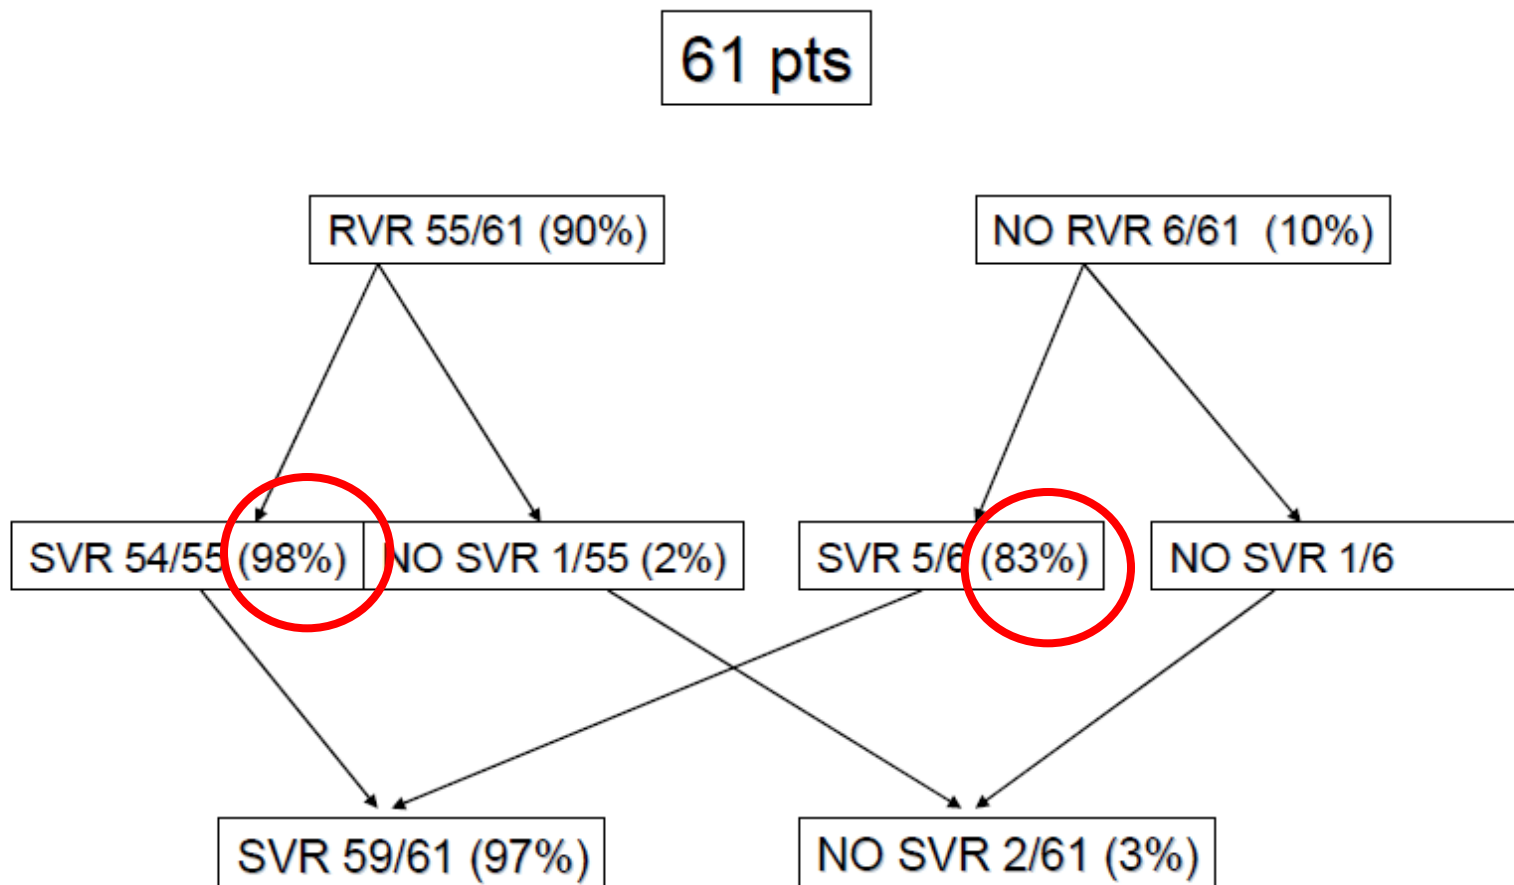 61 pts
RVR 55/61 (90%)
NO RVR 6/61 (10%)
SVR 54/55 (98%)
NO SVR 1/55 (2%)
SVR 5/6 (83%)
NO SVR 1/6
SVR 59/61 (97%)
NO SVR 2/61 (3%)